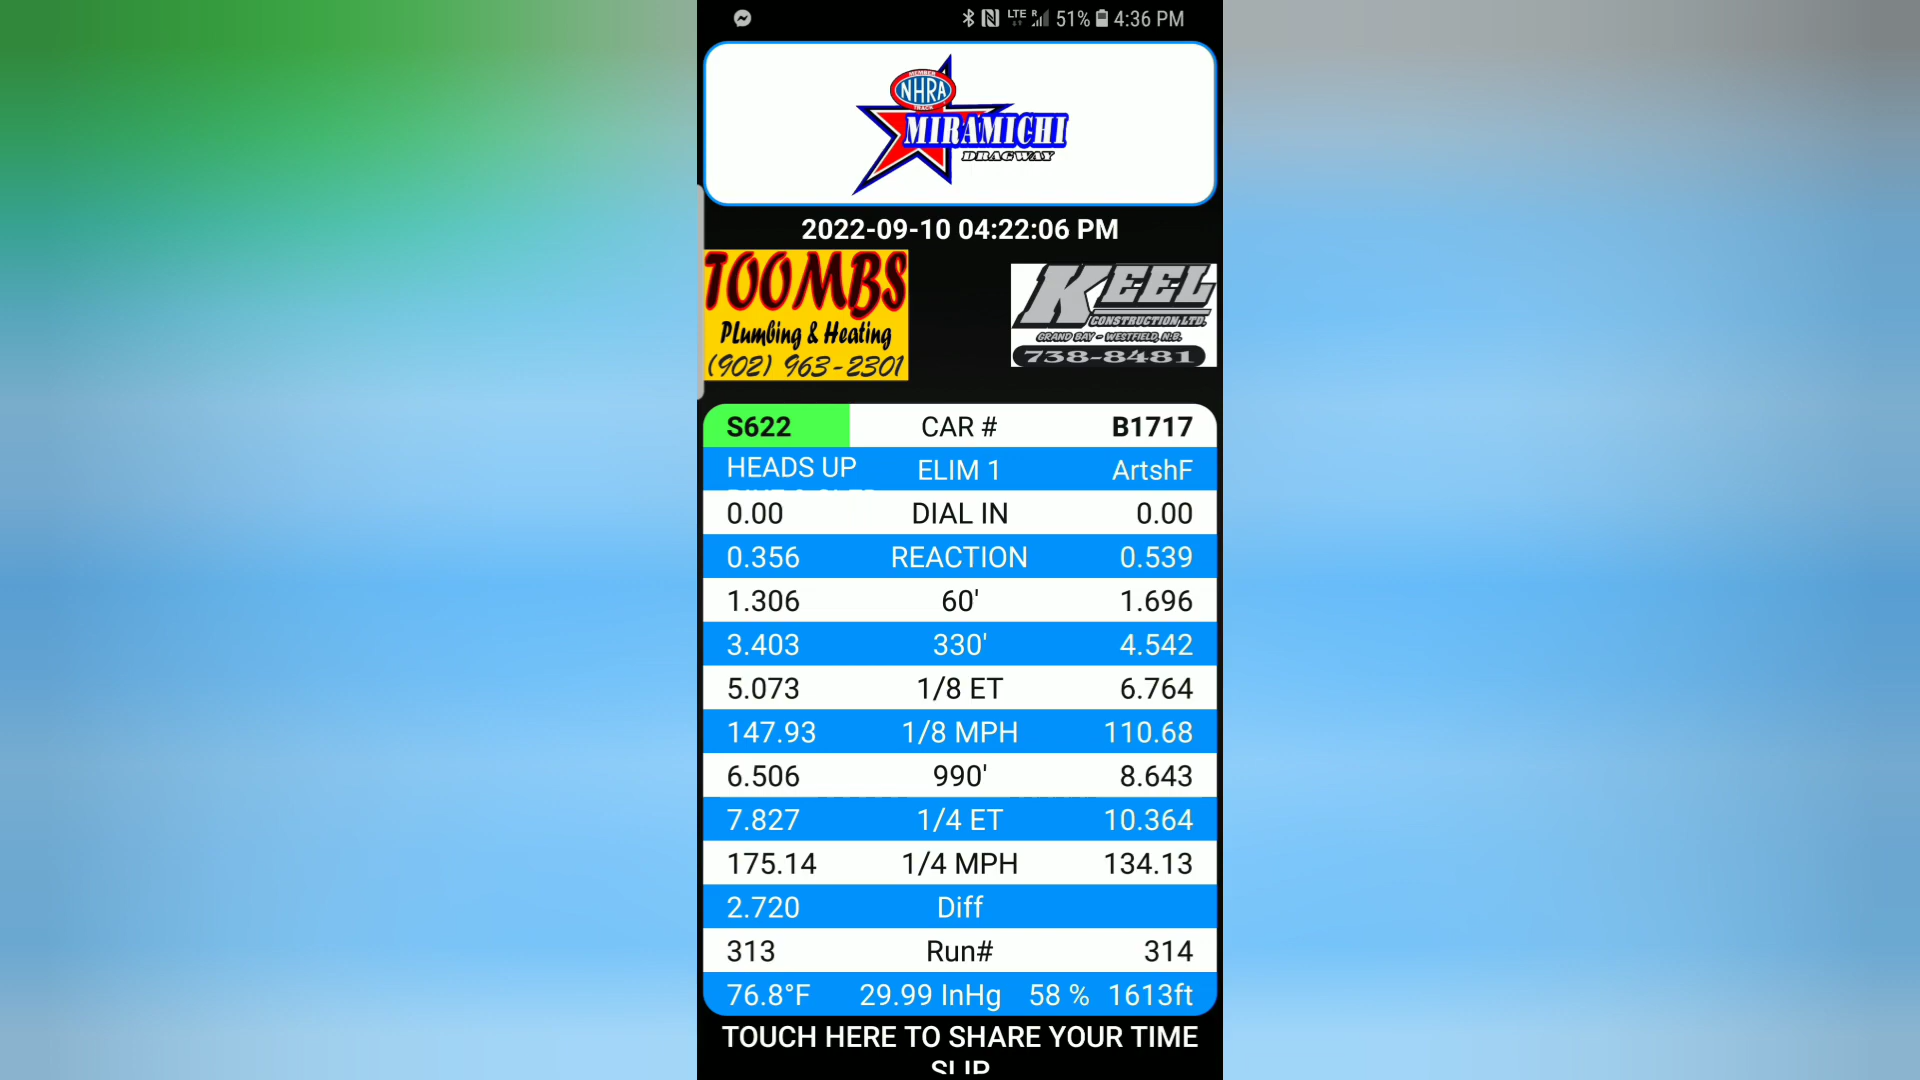 LTE R 51% 4:36 PM
MEMBER
NHRA
TRACK
MIRAMICHI
DRAGWAY
2022-09-10 04:22:06 PM
TOOMBS
Plumbing & Heating
(902) 963-2301
KEEL
CONSTRUCTION LTD.
GRAND BAY - WESTFIELD, N.B.
738-8481
S622 CAR # B1717
HEADS UP ELIM 1 ArtshF
0.00 DIAL IN 0.00
0.356 REACTION 0.539
1.306 60' 1.696
3.403 330' 4.542
5.073 1/8 ET 6.764
147.93 1/8 MPH 110.68
6.506 990' 8.643
7.827 1/4 ET 10.364
175.14 1/4 MPH 134.13
2.720 Diff
313 Run# 314
76.8°F 29.99 InHg 58 % 1613ft
TOUCH HERE TO SHARE YOUR TIME
SLIP